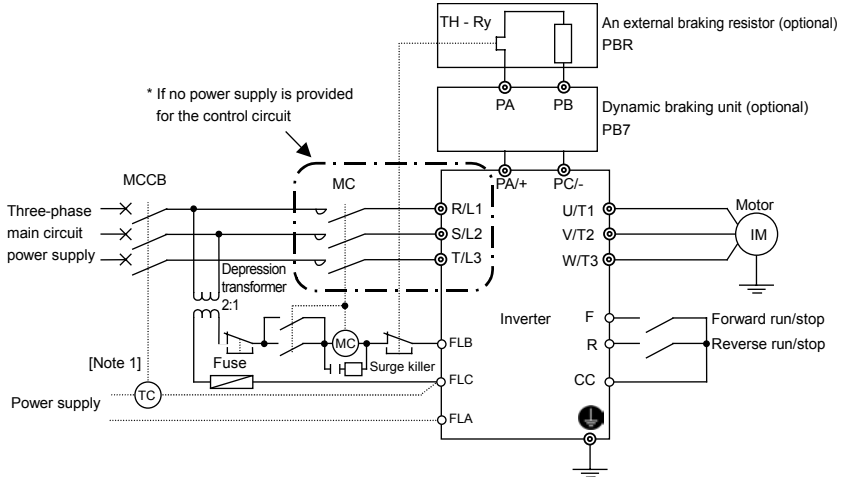 TH - Ry
An external braking resistor (optional)
PBR
PA
PB
Dynamic braking unit (optional)
PB7
* If no power supply is provided
for the control circuit
MCCB
MC
PA/+
PC/-
Three-phase
main circuit
power supply
R/L1
S/L2
T/L3
U/T1
V/T2
W/T3
Motor
IM
Depression
transformer
2:1
Inverter
F
Forward run/stop
R
Reverse run/stop
CC
MC
FLB
Surge killer
[Note 1]
Fuse
FLC
TC
Power supply
FLA